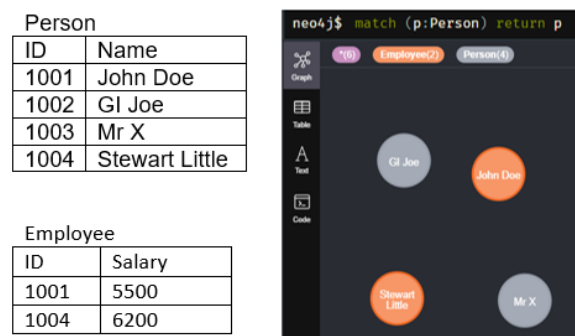 Person
ID Name
1001 John Doe
1002 GI Joe
1003 Mr X
1004 Stewart Little
Employee
ID Salary
1001 5500
1004 6200
neo4j$ match (p:Person) return p
*(6) Employee(2) Person(4)
Graph
Table
Text
Code
GI Joe
John Doe
Stewart
Little
Mr X